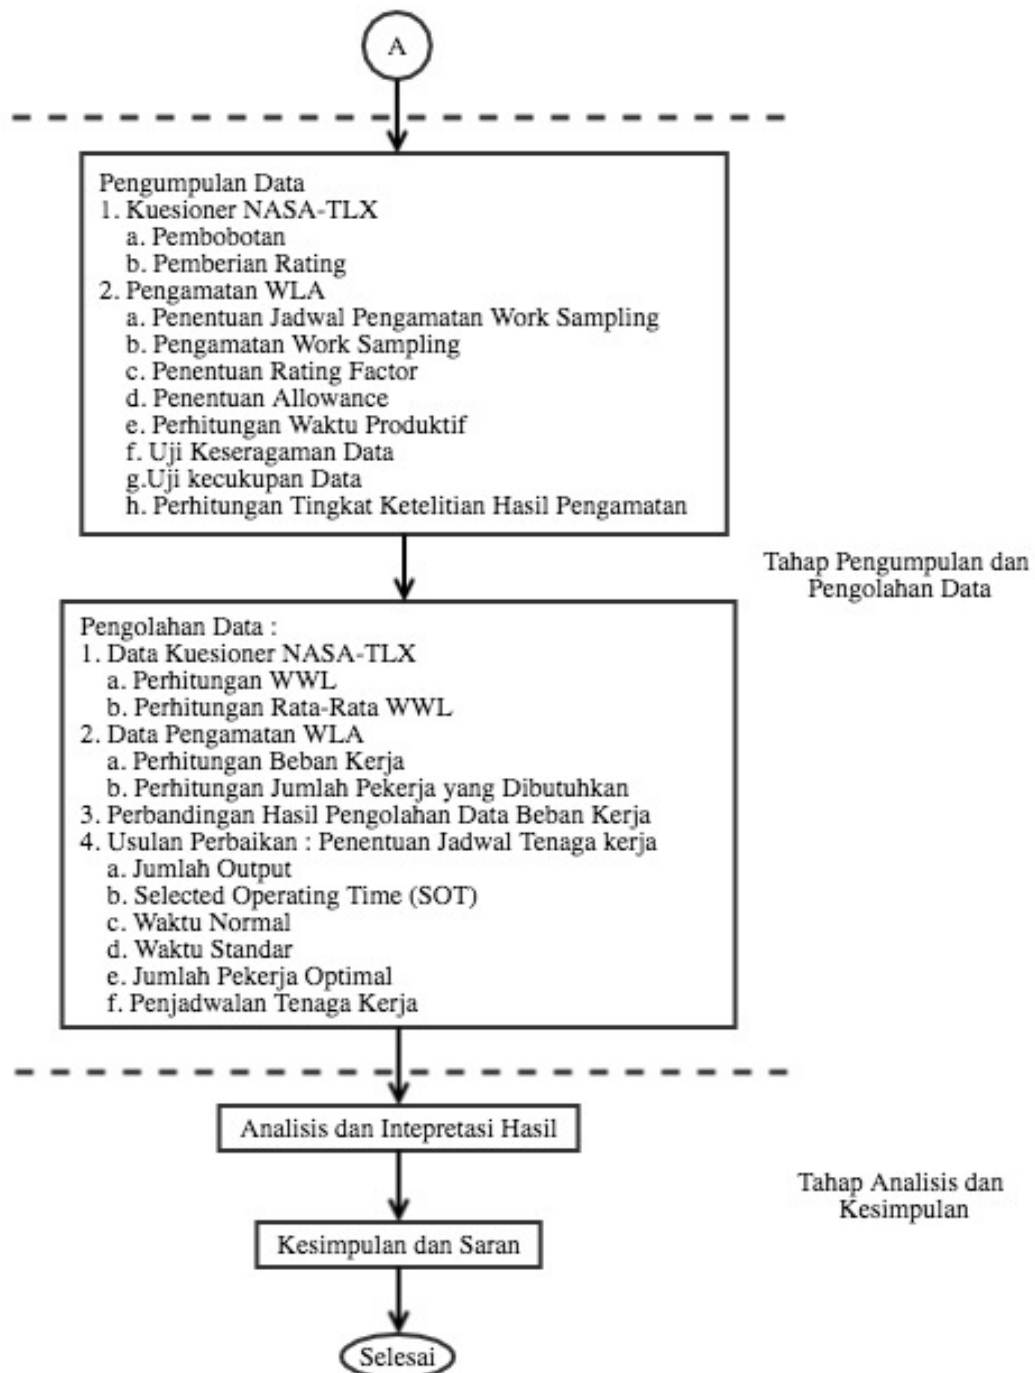 A
Pengumpulan Data
1. Kuesioner NASA-TLX
a. Pembobotan
b. Pemberian Rating
2. Pengamatan WLA
a. Penentuan Jadwal Pengamatan Work Sampling
b. Pengamatan Work Sampling
c. Penentuan Rating Factor
d. Penentuan Allowance
e. Perhitungan Waktu Produktif
f. Uji Keseragaman Data
g.Uji kecukupan Data
h. Perhitungan Tingkat Ketelitian Hasil Pengamatan
Tahap Pengumpulan dan
Pengolahan Data
Pengolahan Data :
1. Data Kuesioner NASA-TLX
a. Perhitungan WWL
b. Perhitungan Rata-Rata WWL
2. Data Pengamatan WLA
a. Perhitungan Beban Kerja
b. Perhitungan Jumlah Pekerja yang Dibutuhkan
3. Perbandingan Hasil Pengolahan Data Beban Kerja
4. Usulan Perbaikan : Penentuan Jadwal Tenaga kerja
a. Jumlah Output
b. Selected Operating Time (SOT)
c. Waktu Normal
d. Waktu Standar
e. Jumlah Pekerja Optimal
f. Penjadwalan Tenaga Kerja
Analisis dan Intepretasi Hasil
Tahap Analisis dan
Kesimpulan
Kesimpulan dan Saran
Selesai